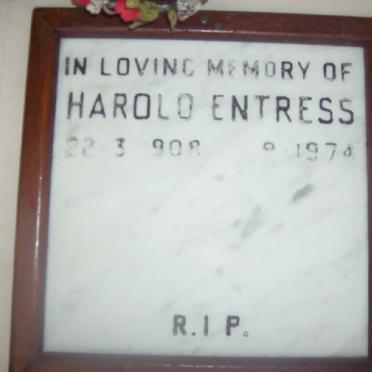 IN LOVING MEMORY OF
HAROLD ENTRESS
22 3 908 8 1974
R.I.P.